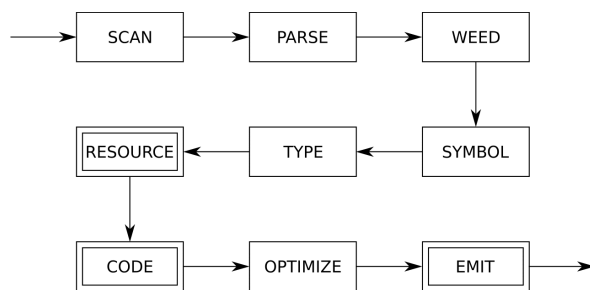 SCAN
PARSE
WEED
SYMBOL
TYPE
RESOURCE
CODE
OPTIMIZE
EMIT